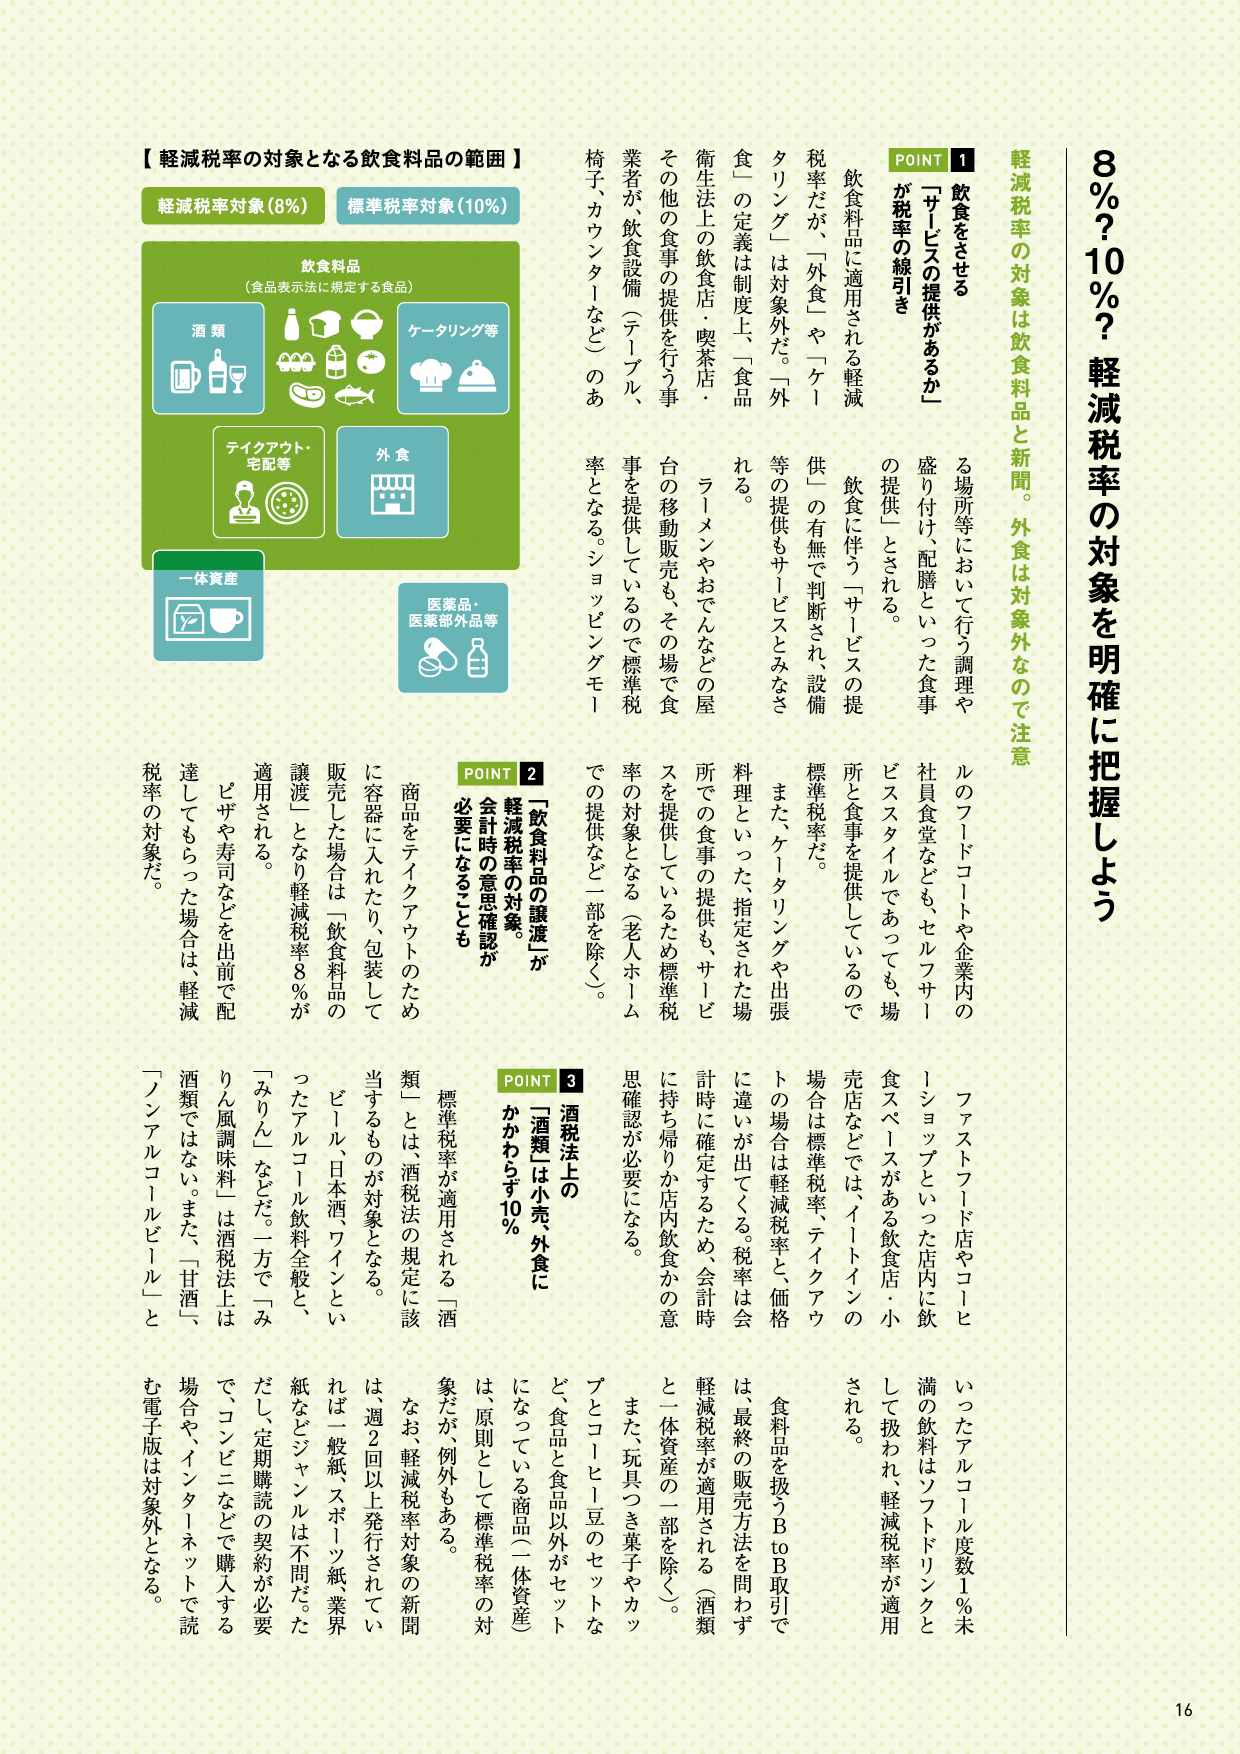 8％？10％？ 軽減税率の対象を明確に把握しよう
軽減税率の対象は飲食料品と新聞。外食は対象外なので注意
POINT 1
飲食をさせる
「サービスの提供があるか」
が税率の線引き
飲食料品に適用される軽減
税率だが、「外食」や「ケー
タリング」は対象外だ。「外
食」の定義は制度上、「食品
衛生法上の飲食店・喫茶店・
その他の食事の提供を行う事
業者が、飲食設備（テーブル、
椅子、カウンターなど）のあ
る場所等において行う調理や
盛り付け、配膳といった食事
の提供」とされる。
飲食に伴う「サービスの提
供」の有無で判断され、設備
等の提供もサービスとみなさ
れる。
ラーメンやおでんなどの屋
台の移動販売も、その場で食
事を提供しているので標準税
率となる。ショッピングモー
ルのフードコートや企業内の
社員食堂なども、セルフサー
ビススタイルであっても、場
所と食事を提供しているので
標準税率だ。
また、ケータリングや出張
料理といった、指定された場
所での食事の提供も、サービ
スを提供しているため標準税
率の対象となる（老人ホーム
での提供など一部を除く）。
POINT 2
「飲食料品の譲渡」が
軽減税率の対象。
会計時の意思確認が
必要になることも
商品をテイクアウトのため
に容器に入れたり、包装して
販売した場合は「飲食料品の
譲渡」となり軽減税率8％が
適用される。
ピザや寿司などを出前で配
達してもらった場合は、軽減
税率の対象だ。
ファストフード店やコーヒ
ーショップといった店内に飲
食スペースがある飲食店・小
売店などでは、イートインの
場合は標準税率、テイクアウ
トの場合は軽減税率と、価格
に違いが出てくる。税率は会
計時に確定するため、会計時
に持ち帰りか店内飲食かの意
思確認が必要になる。
POINT 3
酒税法上の
「酒類」は小売、外食に
かかわらず10％
標準税率が適用される「酒
類」とは、酒税法の規定に該
当するものが対象となる。
ビール、日本酒、ワインとい
ったアルコール飲料全般と、
「みりん」などだ。一方で「み
りん風調味料」は酒税法上は
酒類ではない。また、「甘酒」、
「ノンアルコールビール」と
いったアルコール度数1％未
満の飲料はソフトドリンクと
して扱われ、軽減税率が適用
される。
食料品を扱うB to B取引で
は、最終の販売方法を問わず
軽減税率が適用される（酒類
と一体資産の一部を除く）。
また、玩具つき菓子やカッ
プとコーヒー豆のセットな
ど、食品と食品以外がセット
になっている商品（一体資産）
は、原則として標準税率の対
象だが、例外もある。
なお、軽減税率対象の新聞
は、週2回以上発行されてい
れば一般紙、スポーツ紙、業界
紙などジャンルは不問だ。た
だし、定期購読の契約が必要
で、コンビニなどで購入する
場合や、インターネットで読
む電子版は対象外となる。
【 軽減税率の対象となる飲食料品の範囲 】
軽減税率対象（8％）
標準税率対象（10％）
飲食料品
（食品表示法に規定する食品）
酒類
ケータリング等
テイクアウト・
宅配等
外食
一体資産
医薬品・
医薬部外品等
16